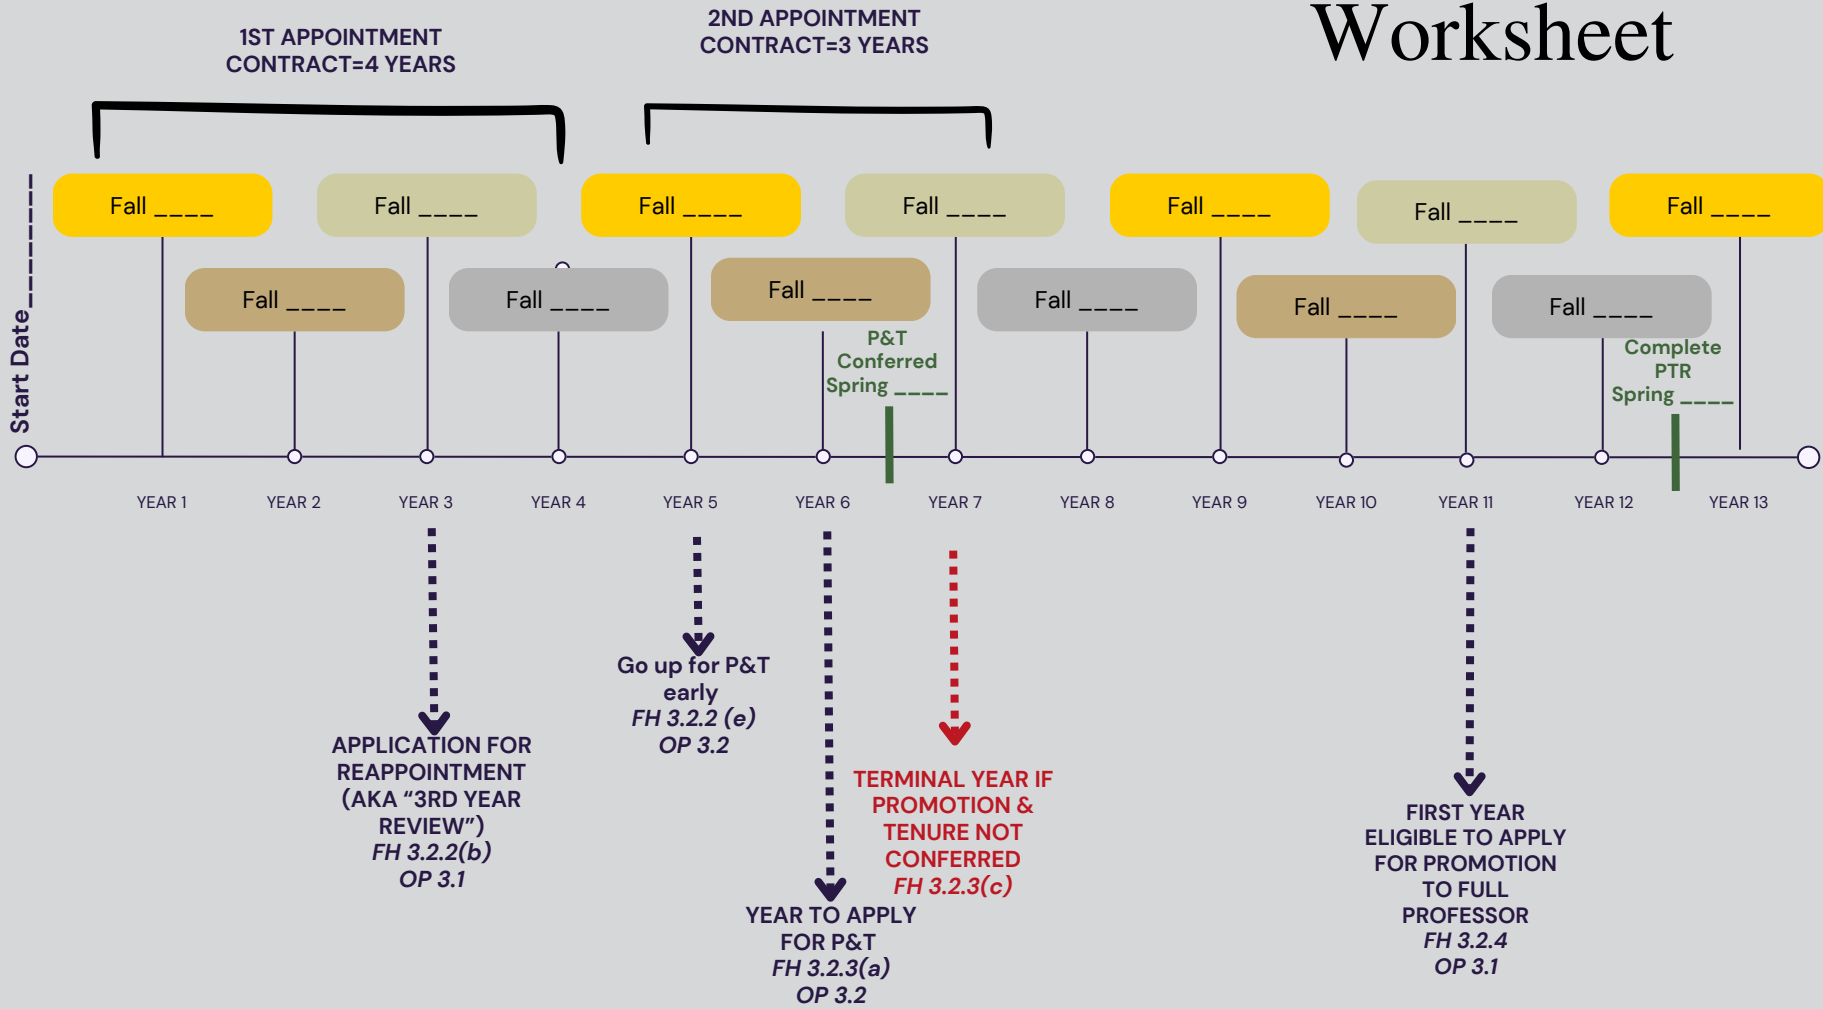 Worksheet
1ST APPOINTMENT
CONTRACT=4 YEARS
2ND APPOINTMENT
CONTRACT=3 YEARS
Start Date________
Fall ____
Fall ____
Fall ____
Fall ____
Fall ____
Fall ____
Fall ____
Fall ____
Fall ____
Fall ____
Fall ____
Fall ____
Fall ____
P&T
Conferred
Spring ____
Complete
PTR
Spring ____
YEAR 1
YEAR 2
YEAR 3
YEAR 4
YEAR 5
YEAR 6
YEAR 7
YEAR 8
YEAR 9
YEAR 10
YEAR 11
YEAR 12
YEAR 13
APPLICATION FOR
REAPPOINTMENT
(AKA “3RD YEAR
REVIEW”)
FH 3.2.2(b)
OP 3.1
Go up for P&T
early
FH 3.2.2 (e)
OP 3.2
YEAR TO APPLY
FOR P&T
FH 3.2.3(a)
OP 3.2
TERMINAL YEAR IF
PROMOTION &
TENURE NOT
CONFERRED
FH 3.2.3(c)
FIRST YEAR
ELIGIBLE TO APPLY
FOR PROMOTION
TO FULL
PROFESSOR
FH 3.2.4
OP 3.1